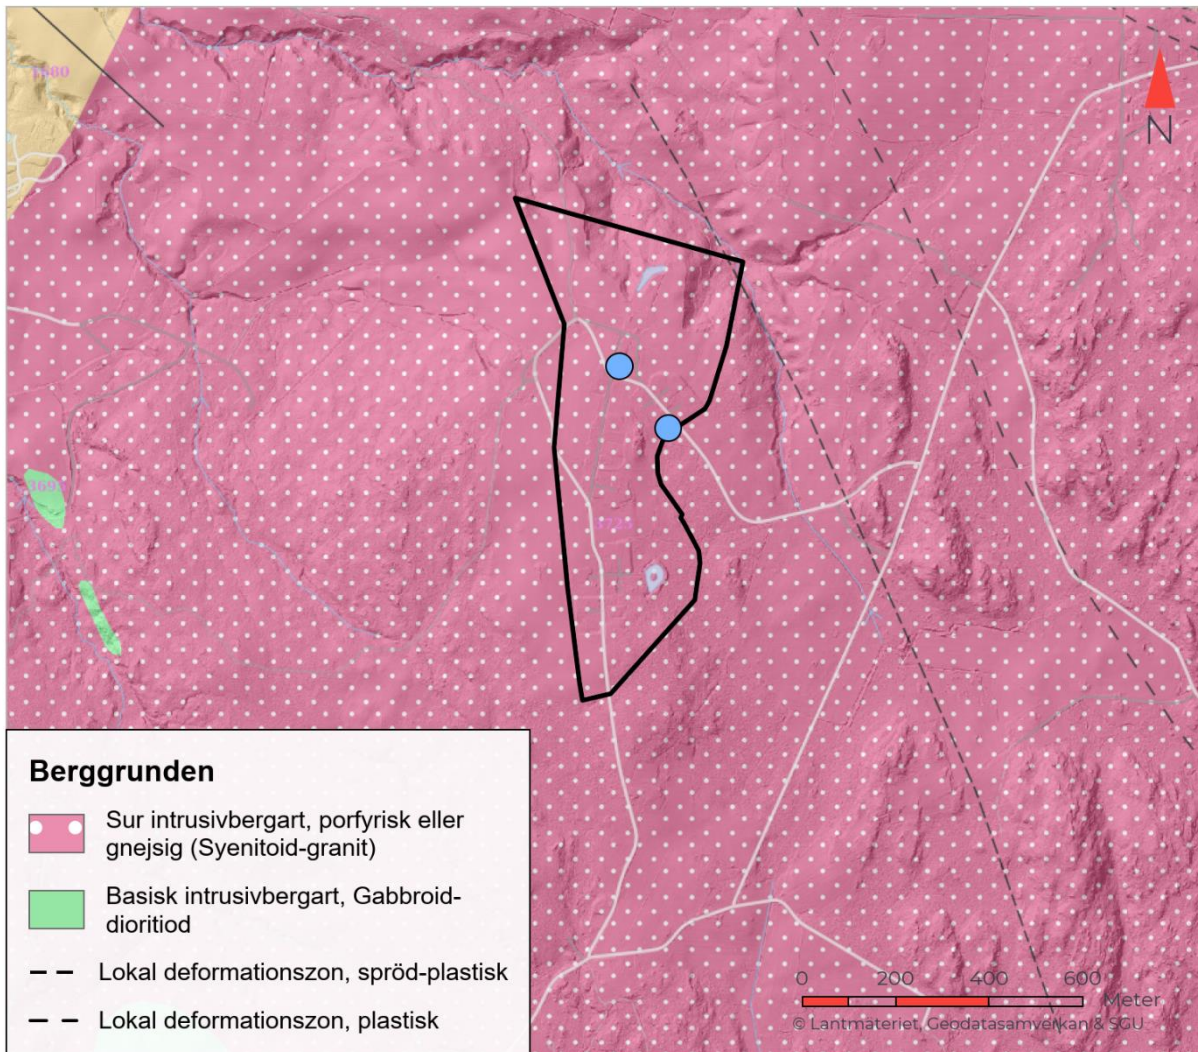 1680
N
Berggrunden
Sur intrusivbergart, porfyrisk eller
gnejsig (Syenitoid-granit)
Basisk intrusivbergart, Gabbroid-
dioritiod
Lokal deformationszon, spröd-plastisk
Lokal deformationszon, plastisk
0 200 400 600
Meter
© Lantmäteriet, Geodatasamverkan & SGU